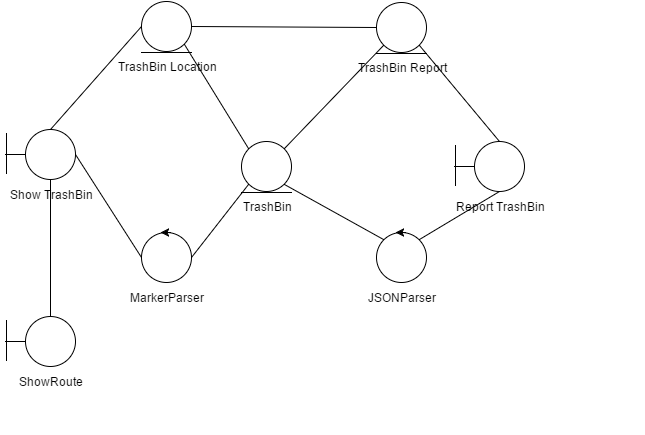 TrashBin Location
TrashBin Report
Show TrashBin
TrashBin
Report TrashBin
MarkerParser
JSONParser
ShowRoute